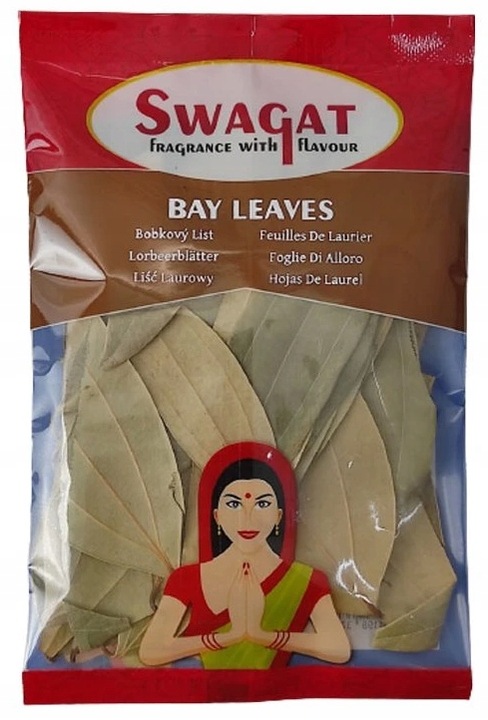 SWAGAT
FRAGRANCE WITH FLAVOUR
BAY LEAVES
Bobkový List
Feuilles De Laurier
Lorbeerblätter
Foglie Di Alloro
Liść Laurowy
Hojas De Laurel